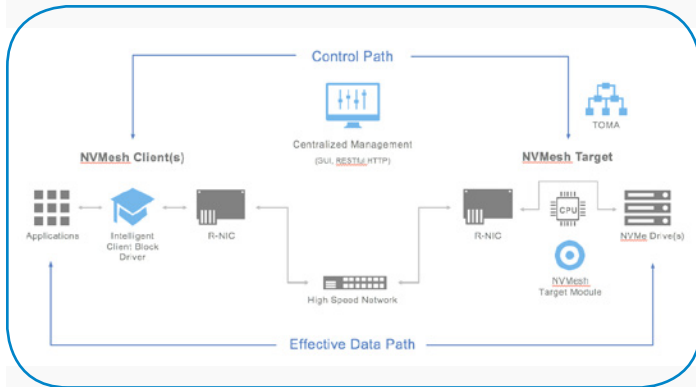 Control Path
TOMA
Centralized Management
(GUI, RESTful HTTP)
NVMesh Client(s)
NVMesh Target
CPU
Applications
Intelligent
Client Block
Driver
R-NIC
R-NIC
NVMe Drive(s)
High Speed Network
NVMesh
Target Module
Effective Data Path